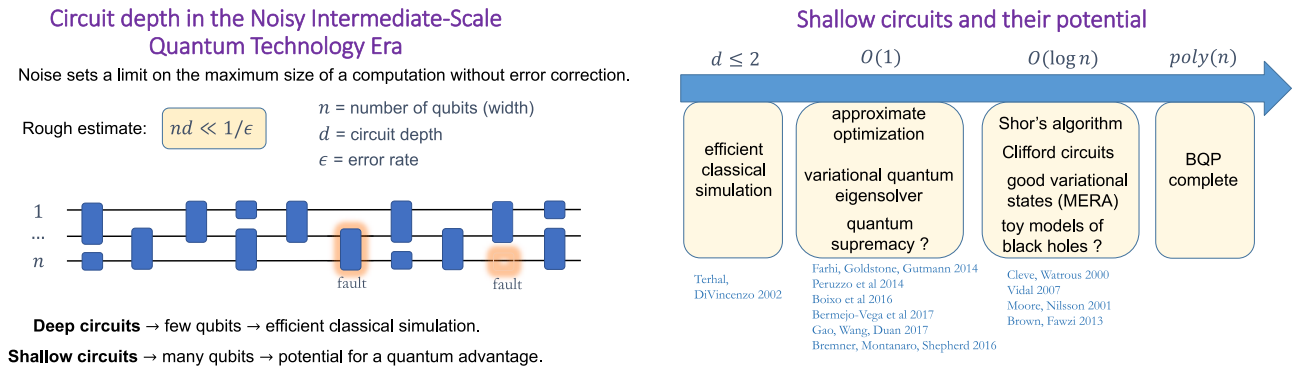 Circuit depth in the Noisy Intermediate-Scale
Quantum Technology Era
Noise sets a limit on the maximum size of a computation without error correction.
Rough estimate:
nd ≪ 1/ϵ
n = number of qubits (width)
d = circuit depth
ϵ = error rate
1
...
n
fault
fault
Deep circuits → few qubits → efficient classical simulation.
Shallow circuits → many qubits → potential for a quantum advantage.
Shallow circuits and their potential
d ≤ 2
O(1)
O(log n)
poly(n)
efficient
classical
simulation
approximate
optimization
variational quantum
eigensolver
quantum
supremacy ?
Shor's algorithm
Clifford circuits
good variational
states (MERA)
toy models of
black holes ?
BQP
complete
Terhal,
DiVincenzo 2002
Farhi, Goldstone, Gutmann 2014
Peruzzo et al 2014
Boixo et al 2016
Bermejo-Vega et al 2017
Gao, Wang, Duan 2017
Bremner, Montanaro, Shepherd 2016
Cleve, Watrous 2000
Vidal 2007
Moore, Nilsson 2001
Brown, Fawzi 2013